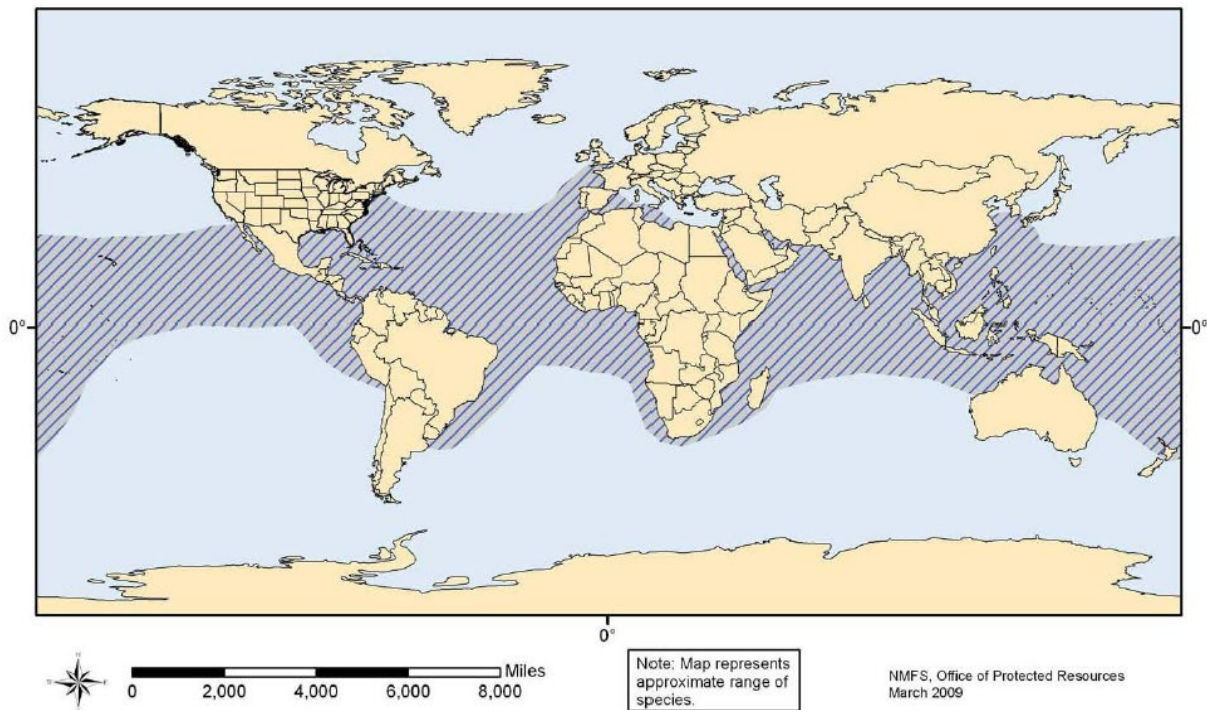 0°
0°
0°
Miles
0 2,000 4,000 6,000 8,000
Note: Map represents
approximate range of
species.
NMFS, Office of Protected Resources
March 2009